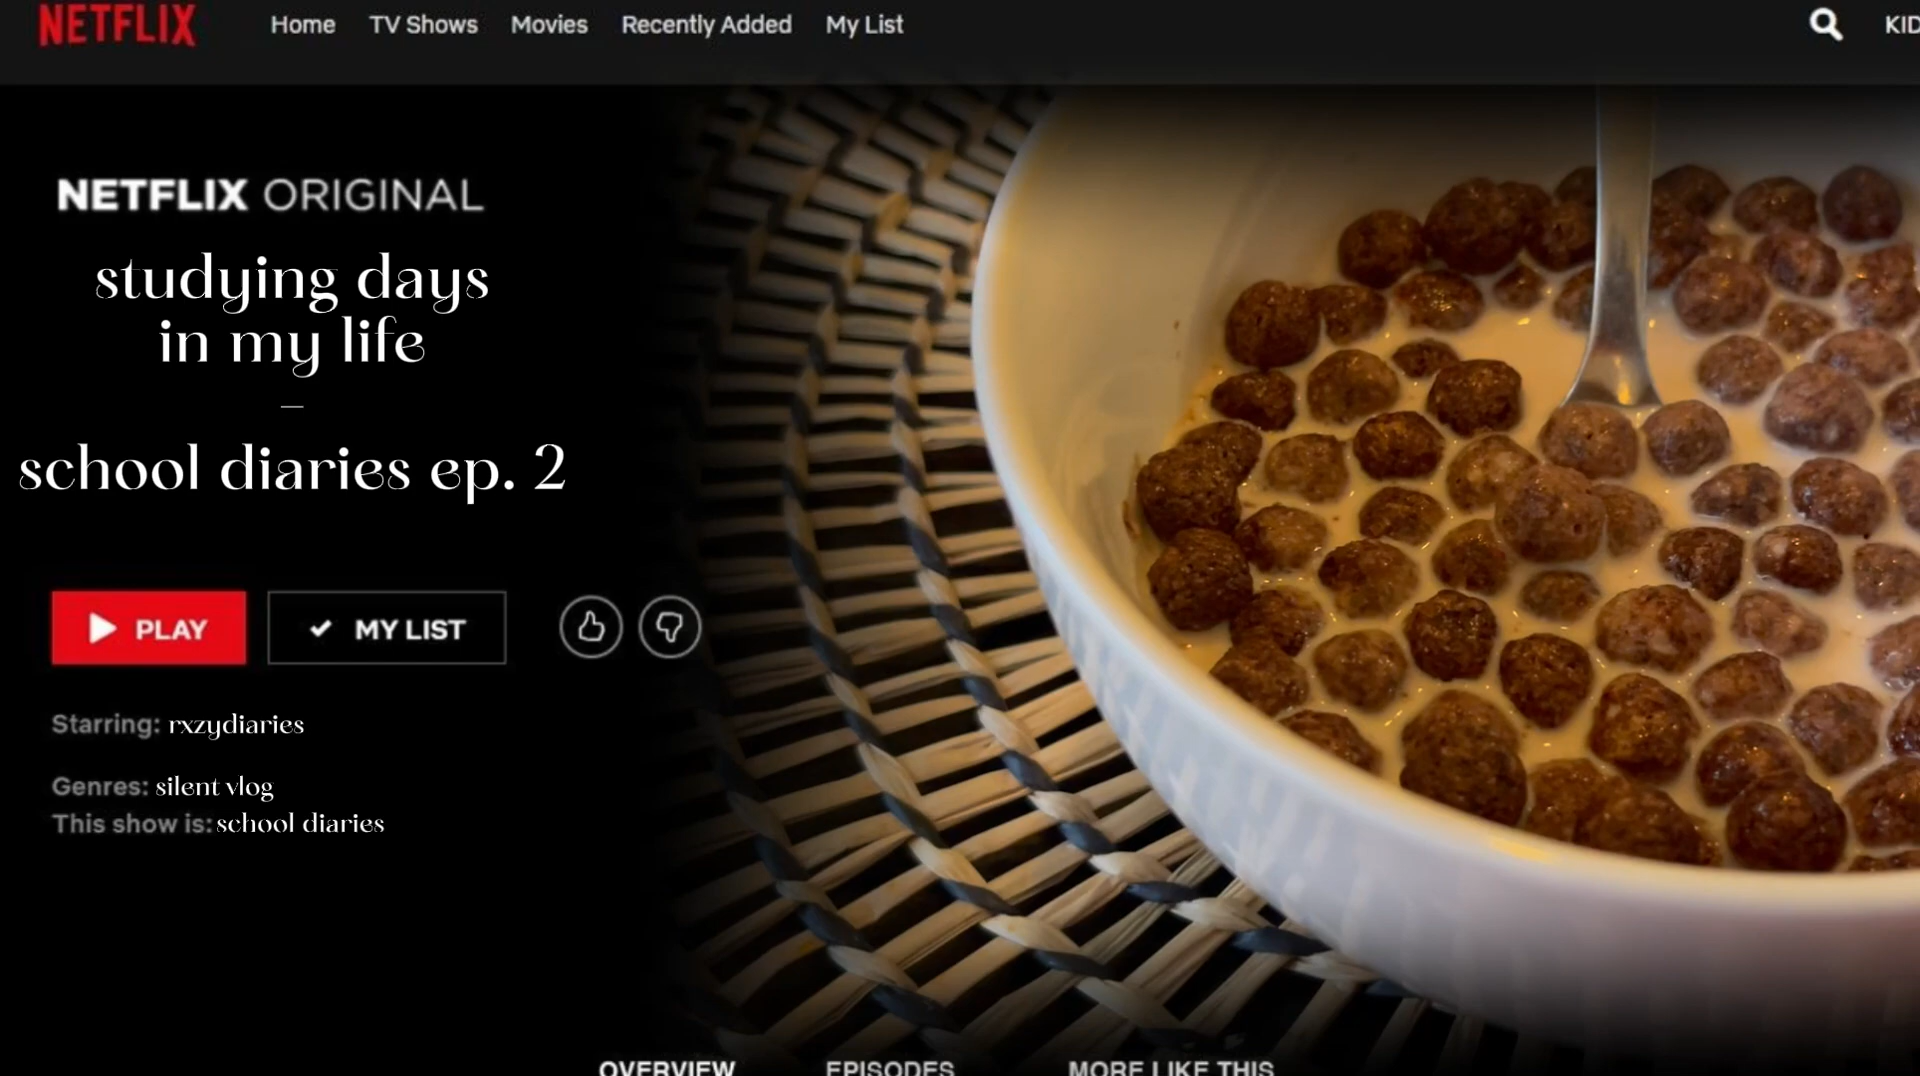 NETFLIX Home TV Shows Movies Recently Added My List
NETFLIX ORIGINAL
studying days
in my life
–
school diaries ep. 2
PLAY MY LIST
Starring: rxzydiaries
Genres: silent vlog
This show is: school diaries
OVERVIEW EPISODES MORE LIKE THIS